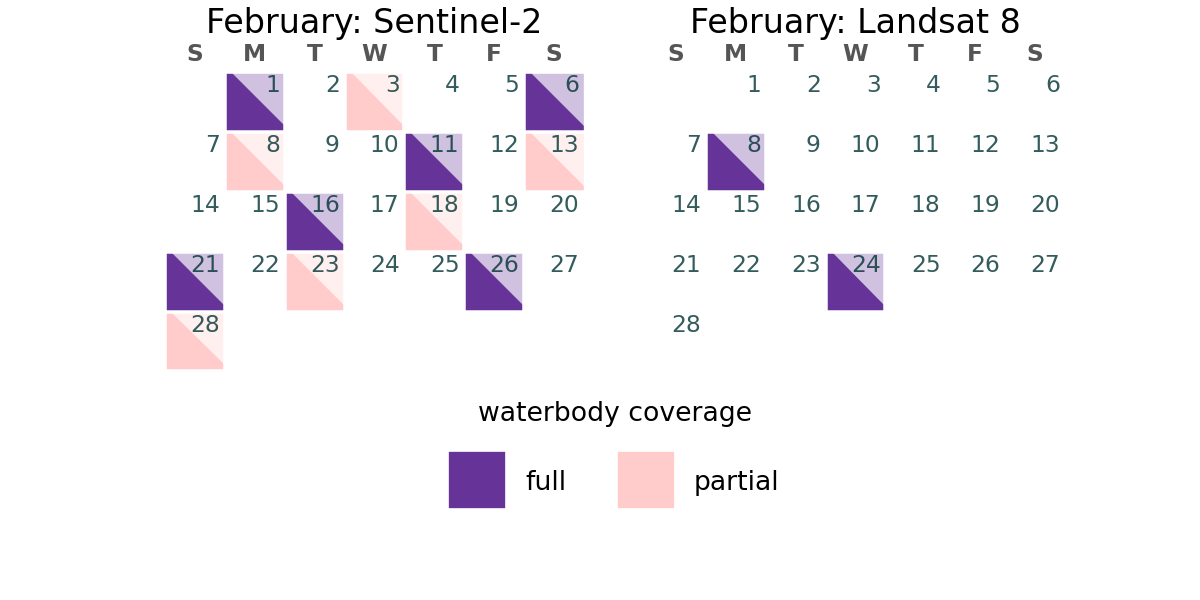 February: Sentinel-2
S M T W T F S
1 2 3 4 5 6
7 8 9 10 11 12 13
14 15 16 17 18 19 20
21 22 23 24 25 26 27
28
February: Landsat 8
S M T W T F S
1 2 3 4 5 6
7 8 9 10 11 12 13
14 15 16 17 18 19 20
21 22 23 24 25 26 27
28
waterbody coverage
full
partial